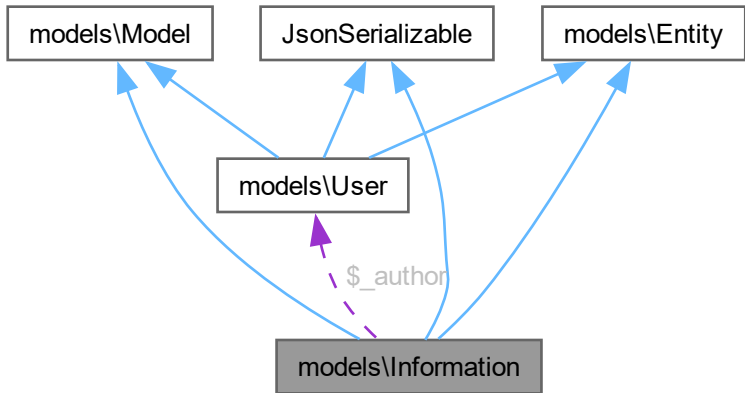 models\Model
JsonSerializable
models\Entity
models\User
$_author
models\Information